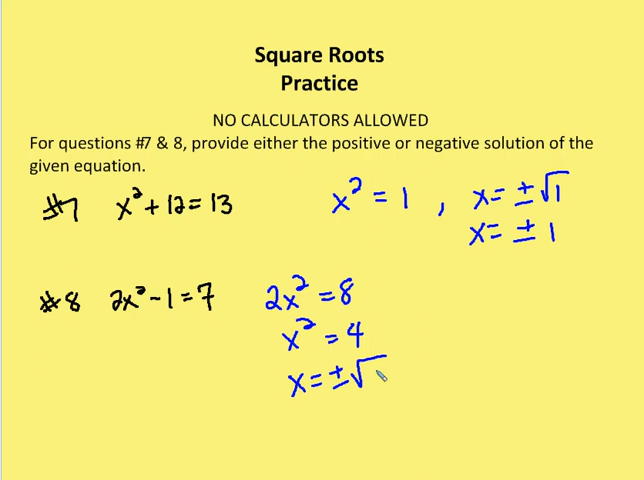 Square Roots
Practice
NO CALCULATORS ALLOWED
For questions #7 & 8, provide either the positive or negative solution of the
given equation.
#7 x² + 12 = 13 x² = 1 , x = ±√1
x = ± 1
#8 2x² - 1 = 7 2x² = 8
x² = 4
x = ±√